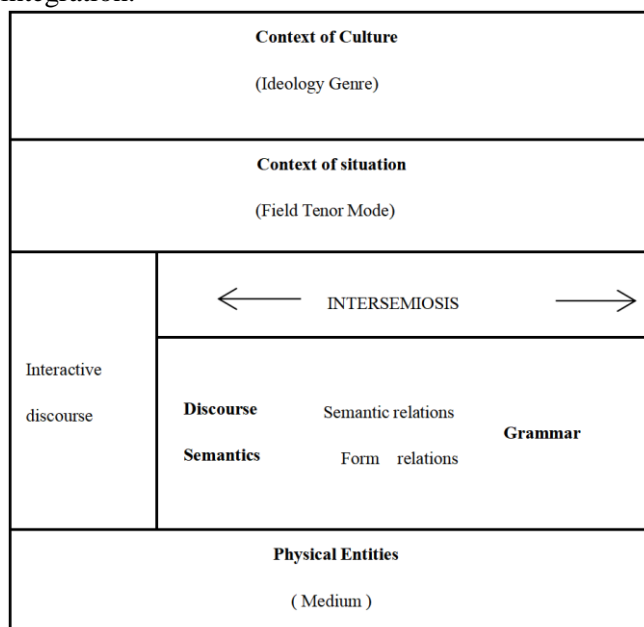 integration.
Context of Culture
(Ideology Genre)
Context of situation
(Field Tenor Mode)
INTERSEMIOSIS
Interactive
discourse
Discourse
Semantics
Semantic relations
Form relations
Grammar
Physical Entities
( Medium )